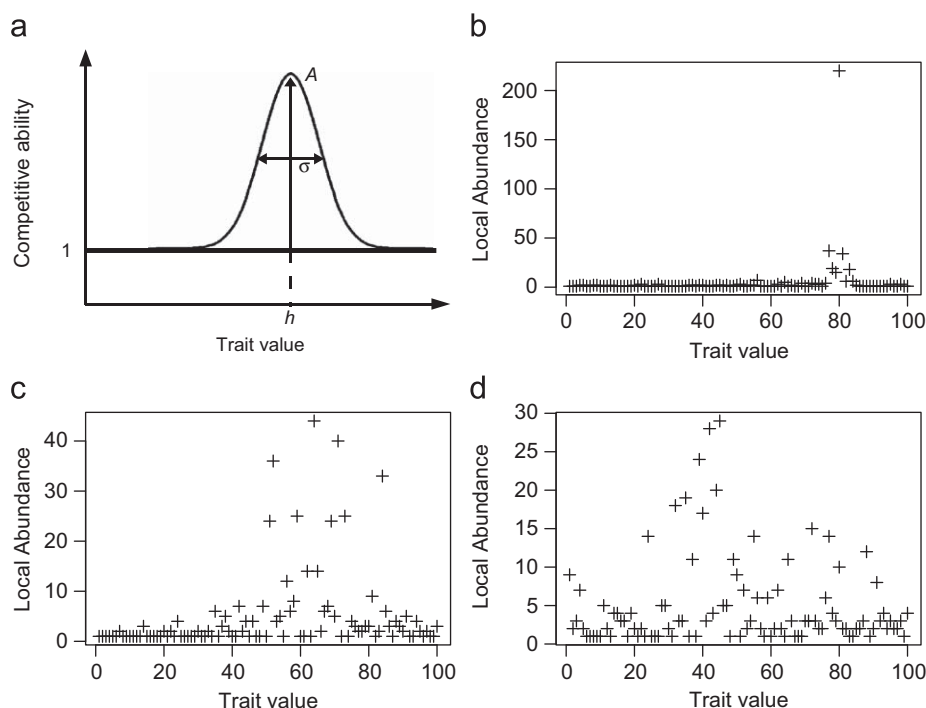 a
A
σ
1
h
Competitive ability
Trait value
b
200
150
100
50
0
0 20 40 60 80 100
Local Abundance
Trait value
c
40
30
20
10
0
0 20 40 60 80 100
Local Abundance
Trait value
d
30
25
20
15
10
5
0
0 20 40 60 80 100
Local Abundance
Trait value